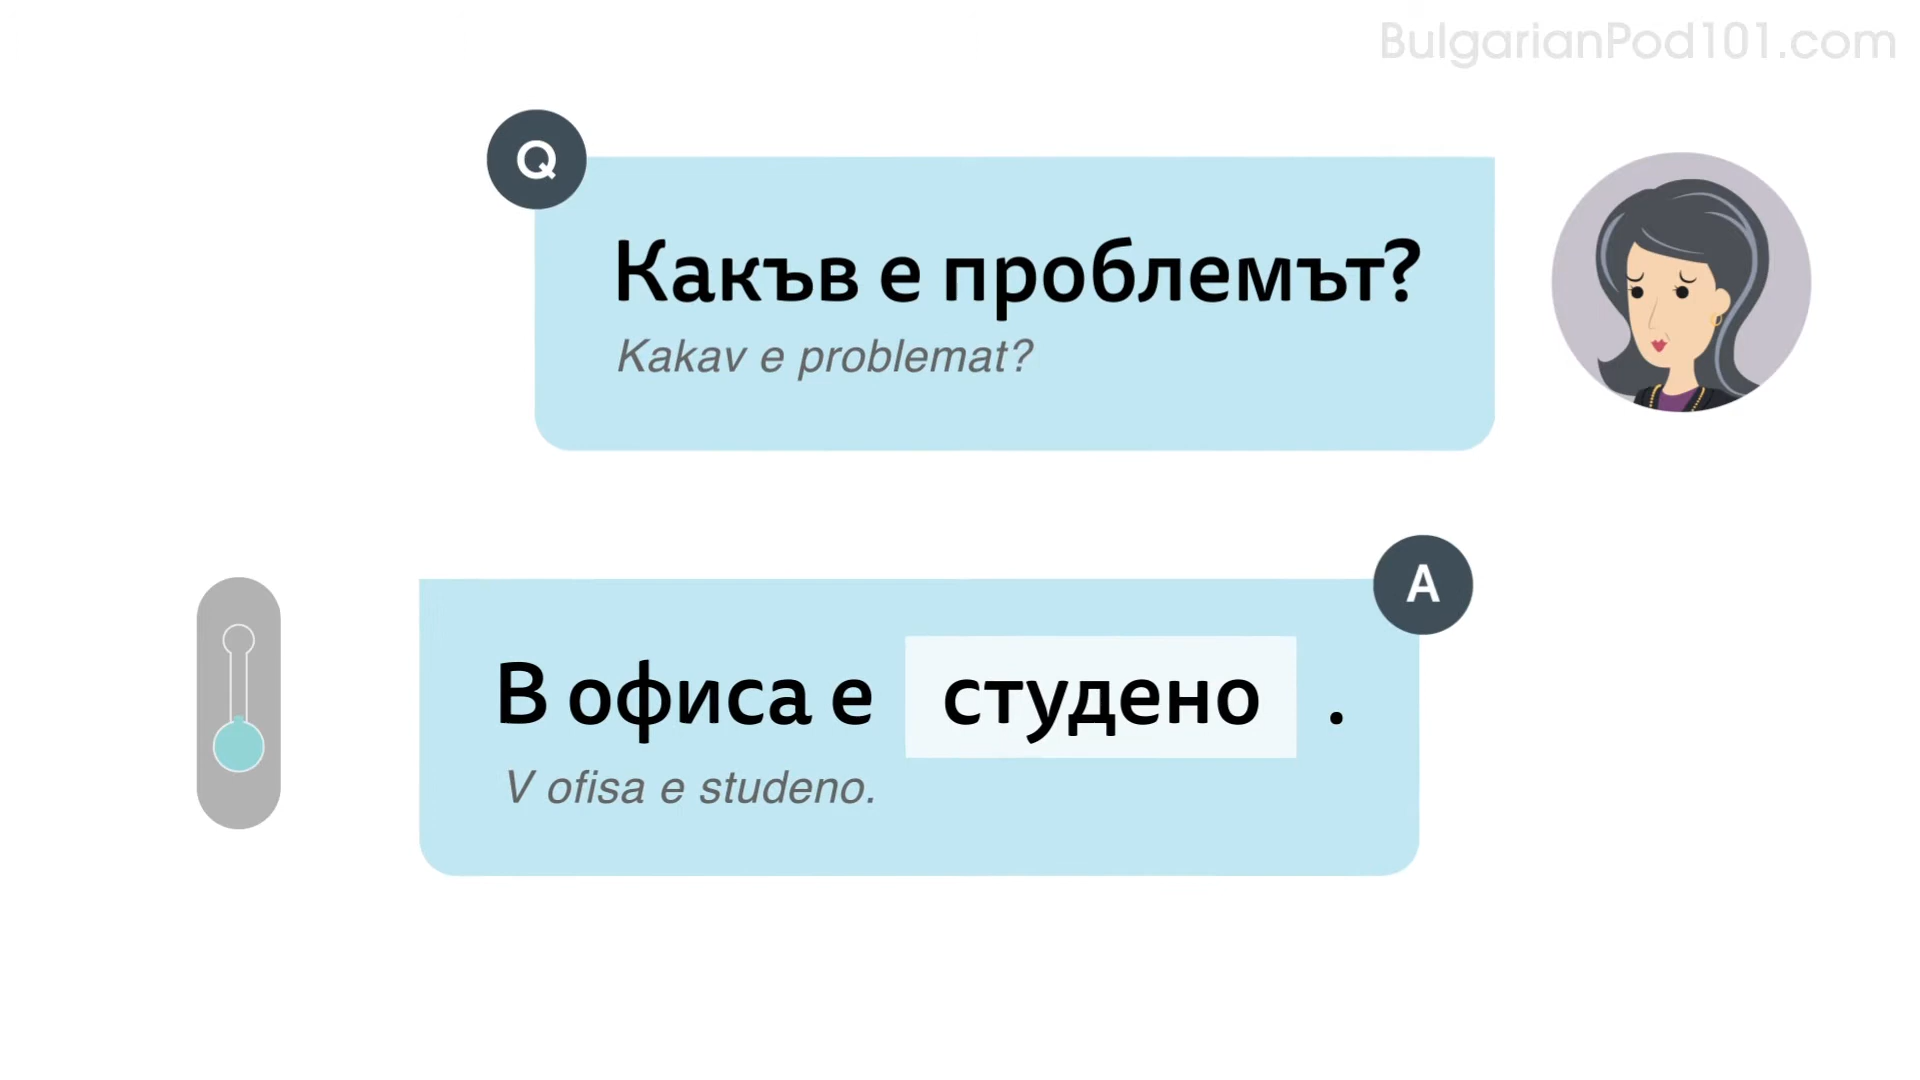 BulgarianPod101.com
Q
Какъв е проблемът?
Kakav e problemat?
A
В офиса е студено .
V ofisa e studeno.